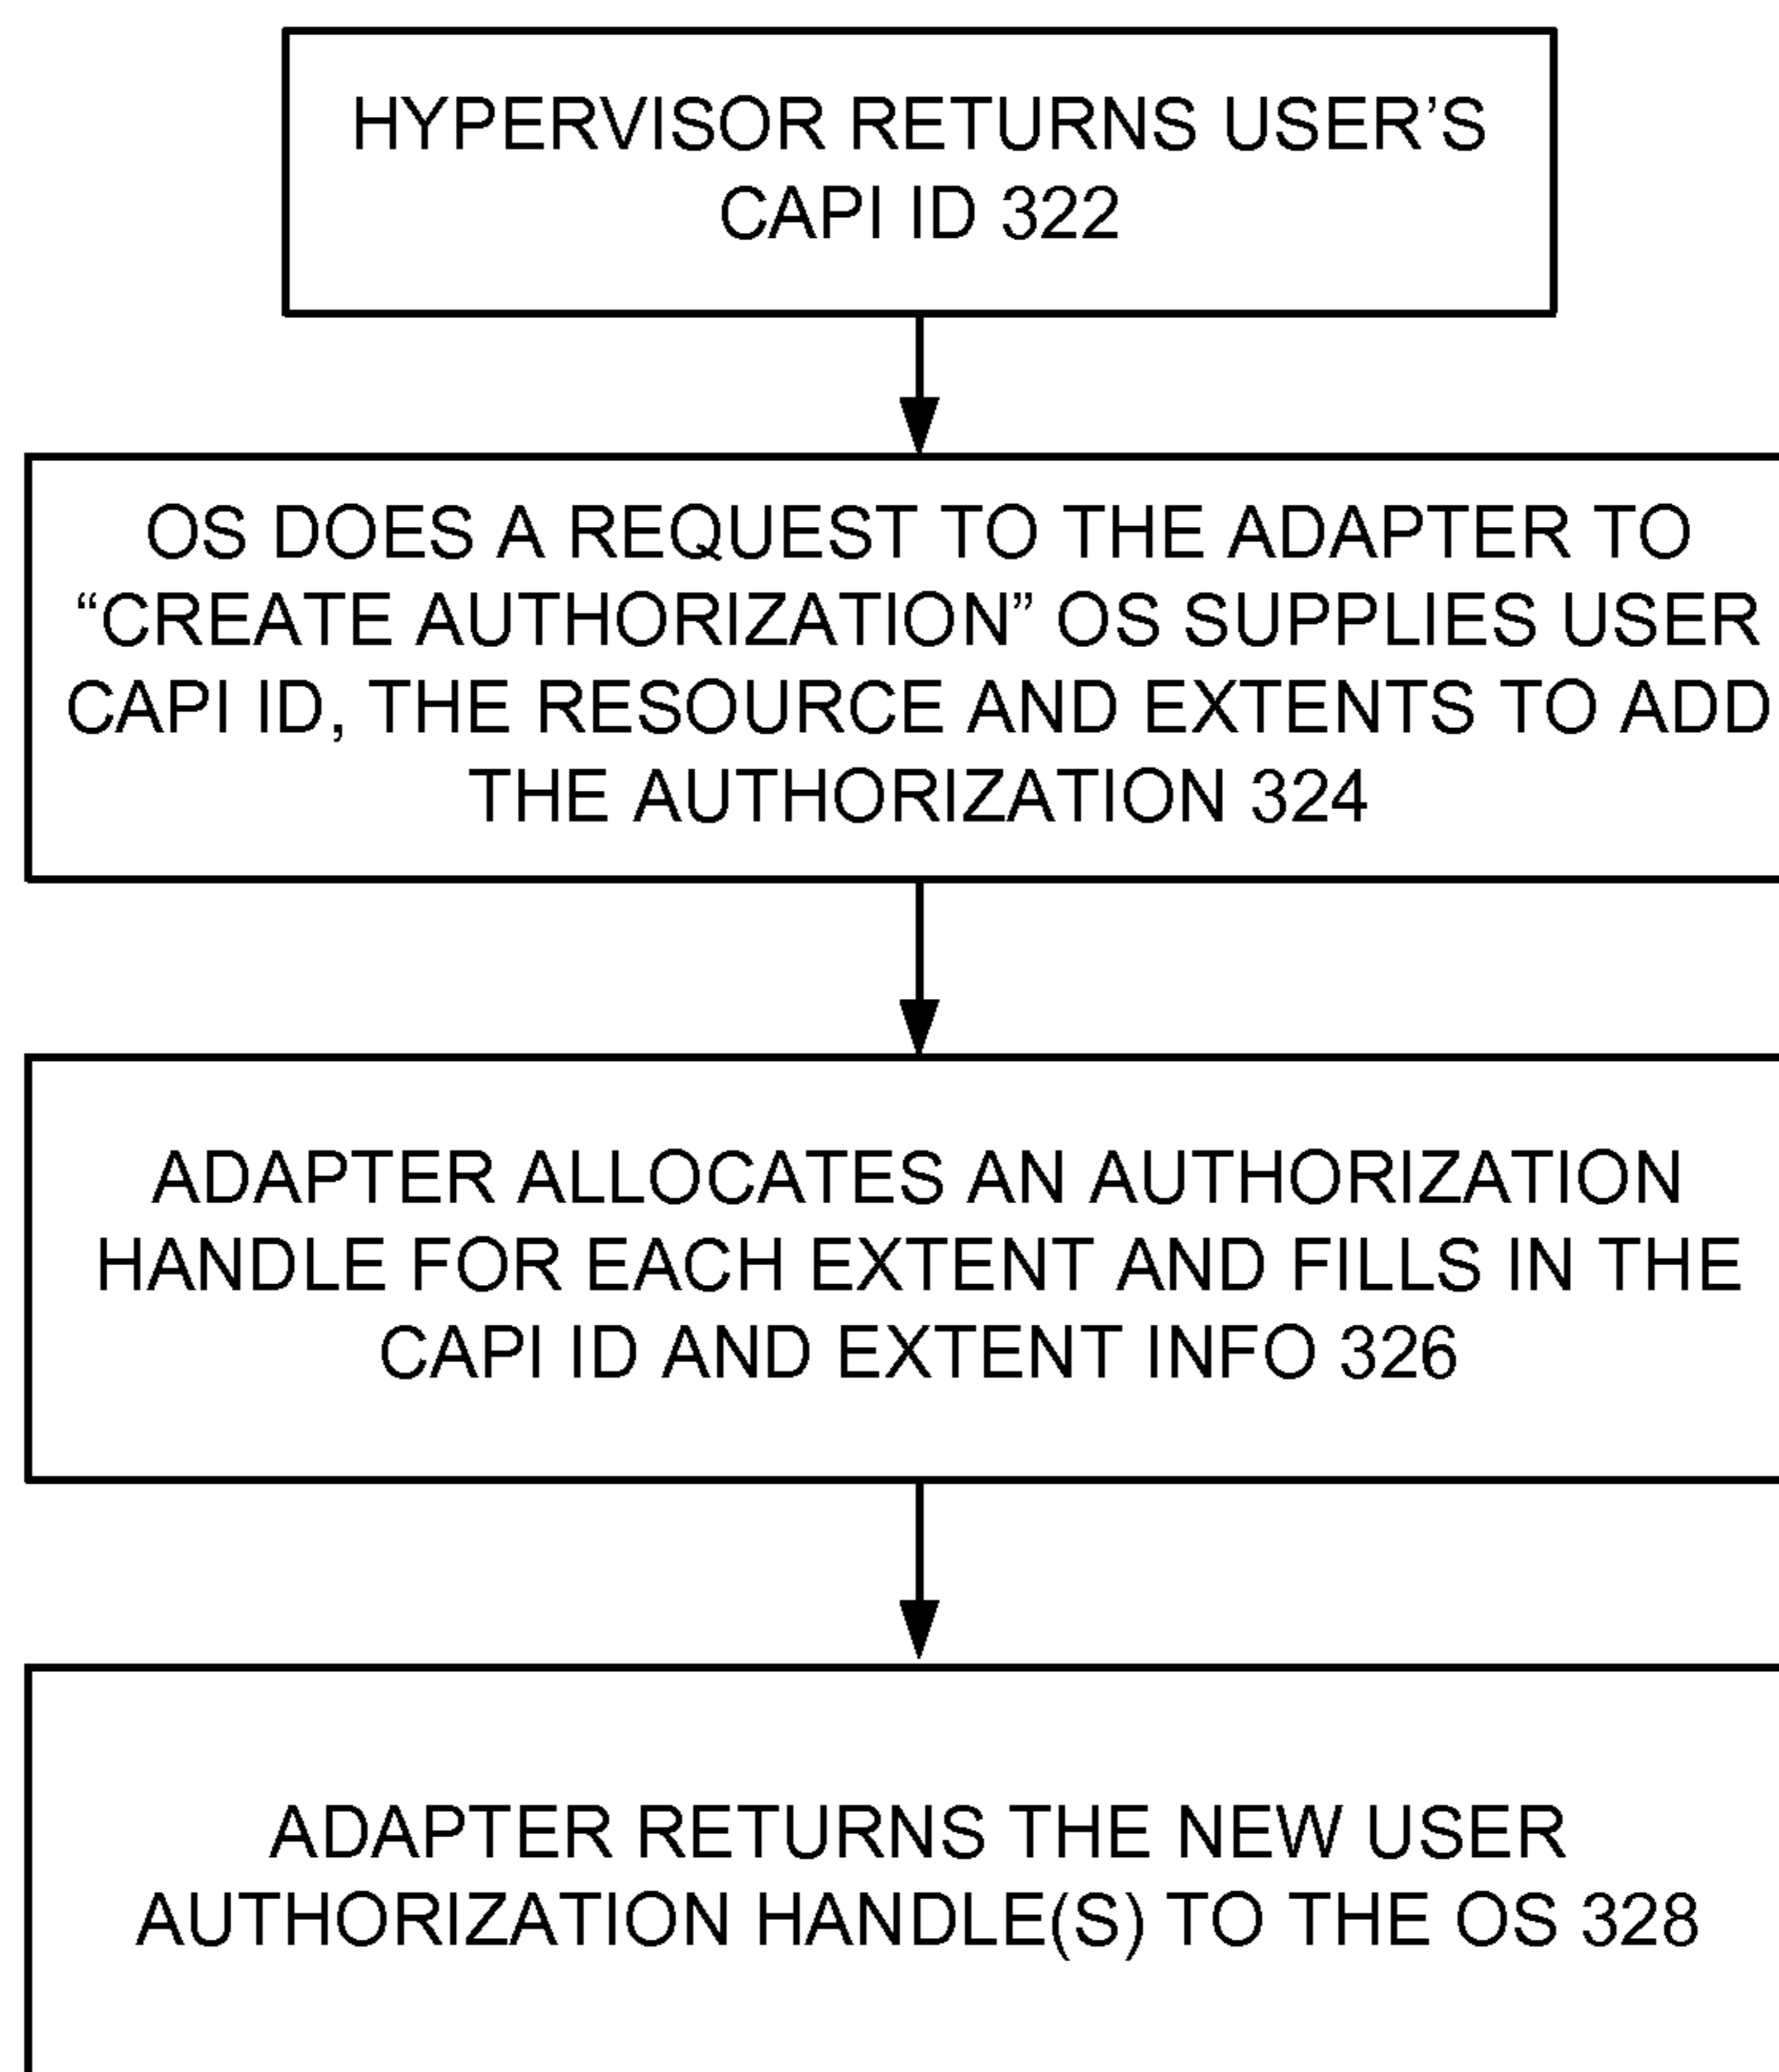 HYPERVISOR RETURNS USER’S
CAPI ID 322
OS DOES A REQUEST TO THE ADAPTER TO
“CREATE AUTHORIZATION” OS SUPPLIES USER
CAPI ID, THE RESOURCE AND EXTENTS TO ADD
THE AUTHORIZATION 324
ADAPTER ALLOCATES AN AUTHORIZATION
HANDLE FOR EACH EXTENT AND FILLS IN THE
CAPI ID AND EXTENT INFO 326
ADAPTER RETURNS THE NEW USER
AUTHORIZATION HANDLE(S) TO THE OS 328